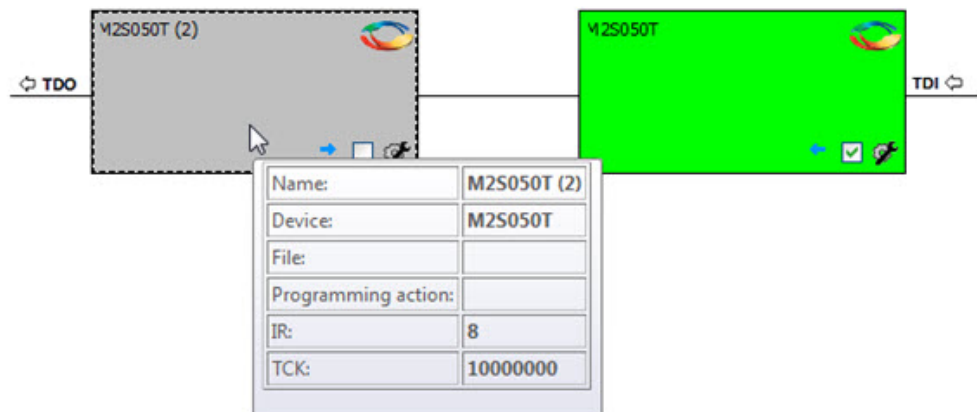 M2S050T (2)
M2S050T
TDO
TDI
Name: M2S050T (2)
Device: M2S050T
File:
Programming action:
IR: 8
TCK: 10000000